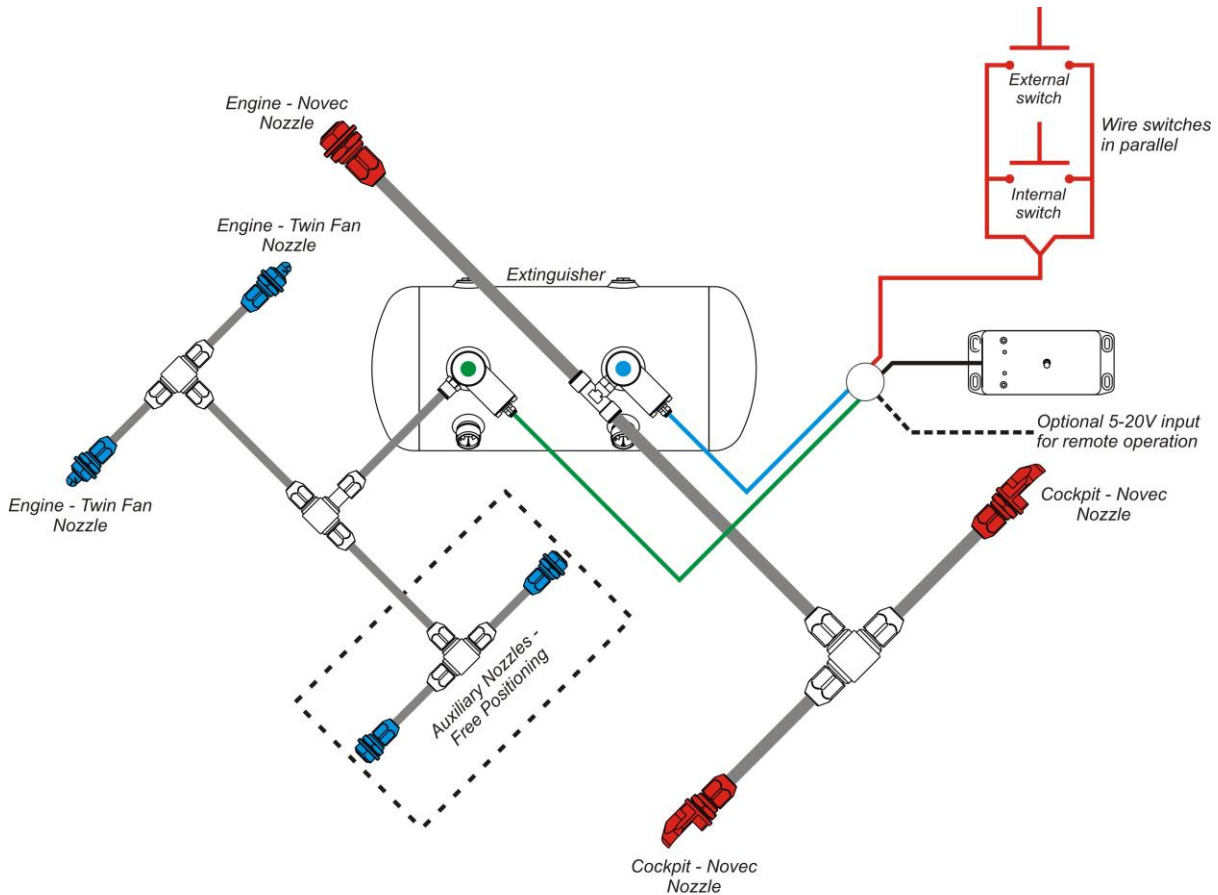 External
switch
Engine - Novec
Nozzle
Wire switches
in parallel
Internal
switch
Engine - Twin Fan
Nozzle
Extinguisher
Optional 5-20V input
for remote operation
Engine - Twin Fan
Nozzle
Cockpit - Novec
Nozzle
Auxiliary Nozzles -
Free Positioning
Cockpit - Novec
Nozzle